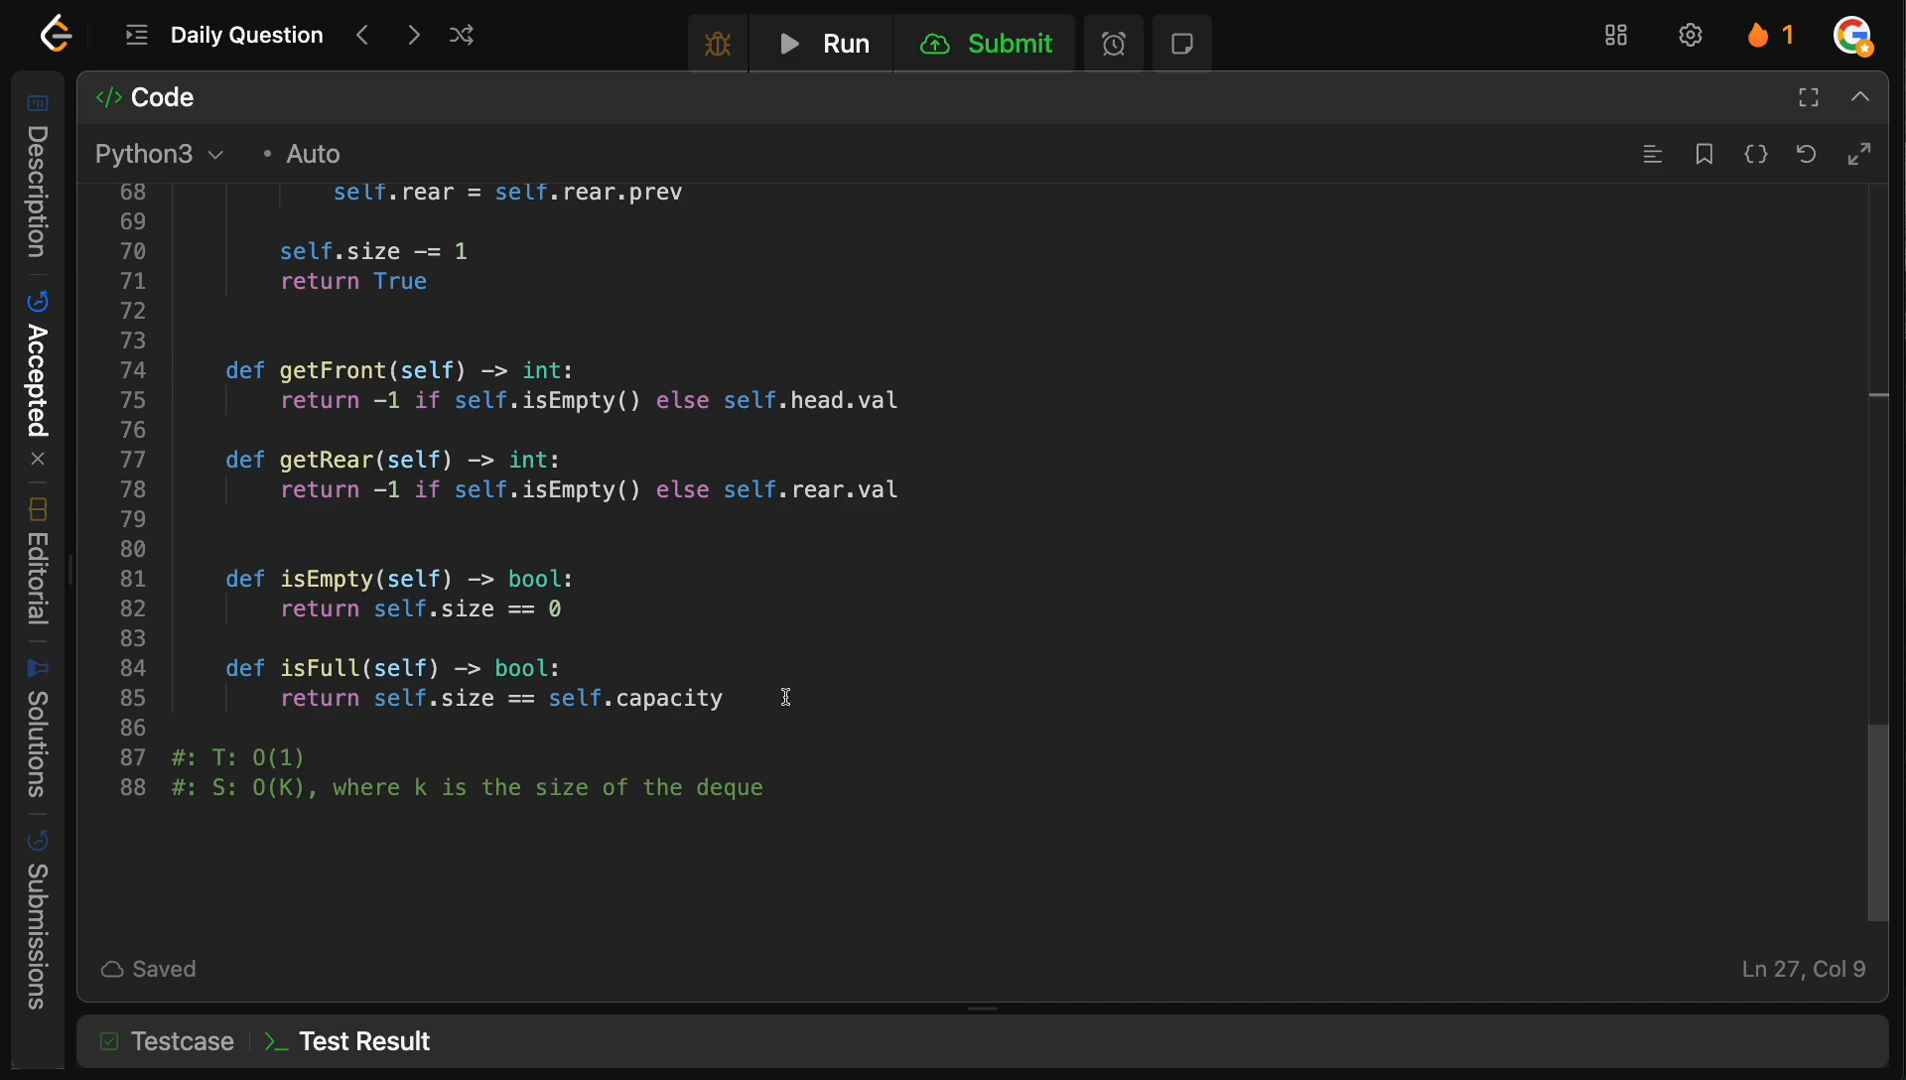 Daily Question
Run
Submit
1
Description
Accepted
Editorial
Solutions
Submissions
</> Code
Python3
• Auto
68 self.rear = self.rear.prev
69
70 self.size -= 1
71 return True
72
73
74 def getFront(self) -> int:
75 return -1 if self.isEmpty() else self.head.val
76
77 def getRear(self) -> int:
78 return -1 if self.isEmpty() else self.rear.val
79
80
81 def isEmpty(self) -> bool:
82 return self.size == 0
83
84 def isFull(self) -> bool:
85 return self.size == self.capacity
86
87 #: T: O(1)
88 #: S: O(K), where k is the size of the deque
Saved
Ln 27, Col 9
Testcase
Test Result